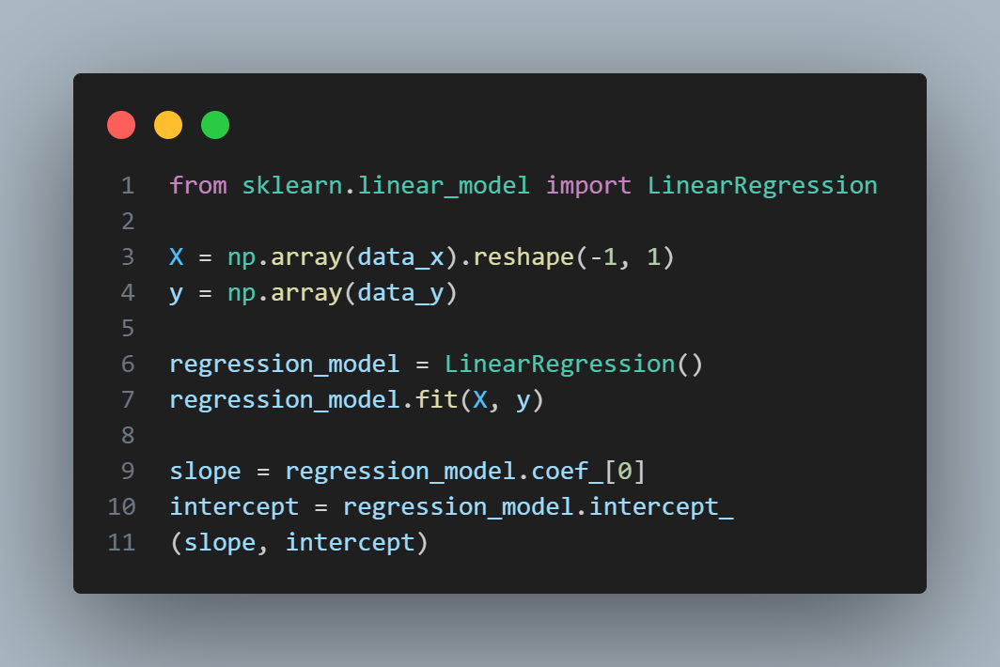 1 from sklearn.linear_model import LinearRegression
2
3 X = np.array(data_x).reshape(-1, 1)
4 y = np.array(data_y)
5
6 regression_model = LinearRegression()
7 regression_model.fit(X, y)
8
9 slope = regression_model.coef_[0]
10 intercept = regression_model.intercept_
11 (slope, intercept)